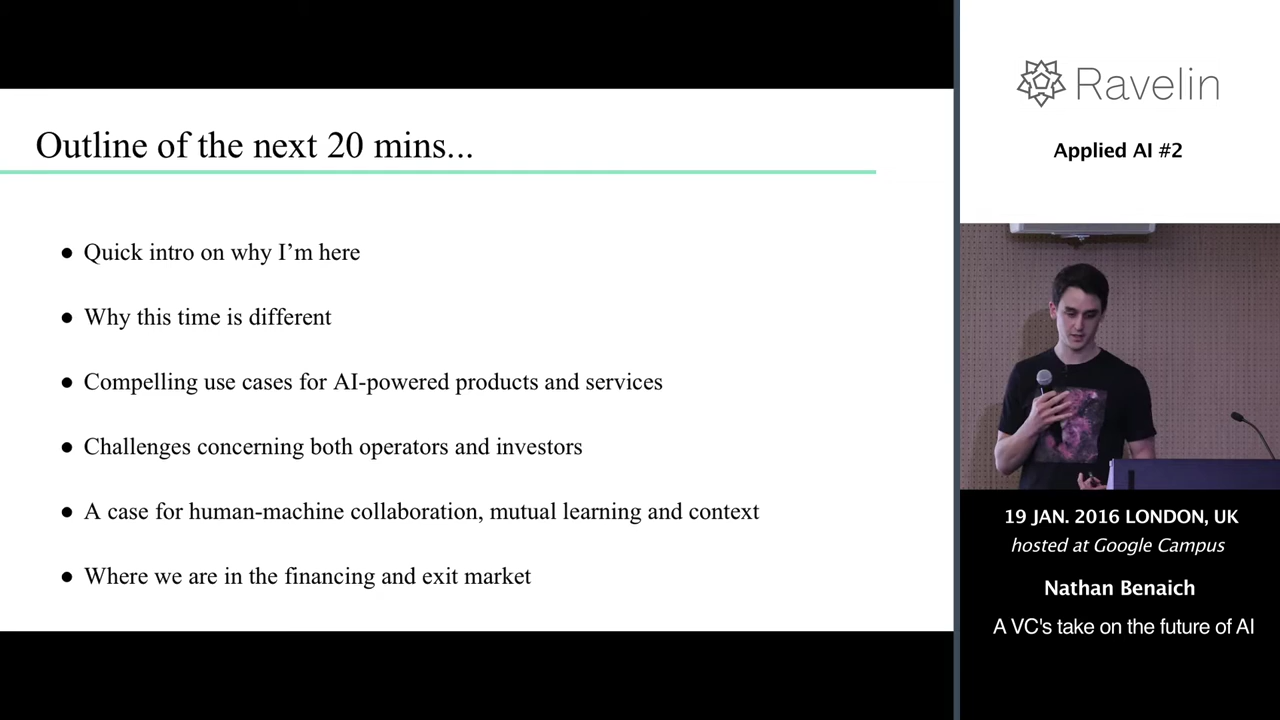 Outline of the next 20 mins...
● Quick intro on why I’m here
● Why this time is different
● Compelling use cases for AI-powered products and services
● Challenges concerning both operators and investors
● A case for human-machine collaboration, mutual learning and context
● Where we are in the financing and exit market
Ravelin
Applied AI #2
19 JAN. 2016 LONDON, UK
hosted at Google Campus
Nathan Benaich
A VC's take on the future of AI